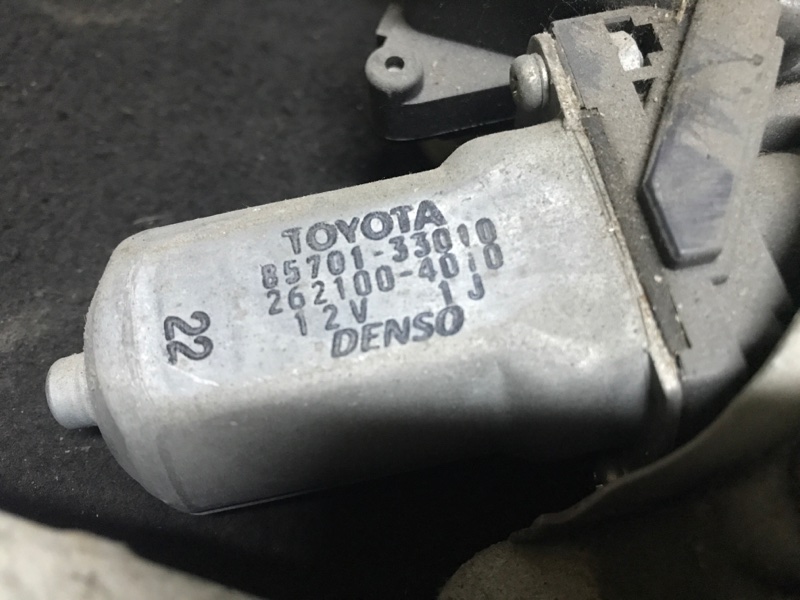 TOYOTA
85701-33010
262100-4010
12V 1J
DENSO
22